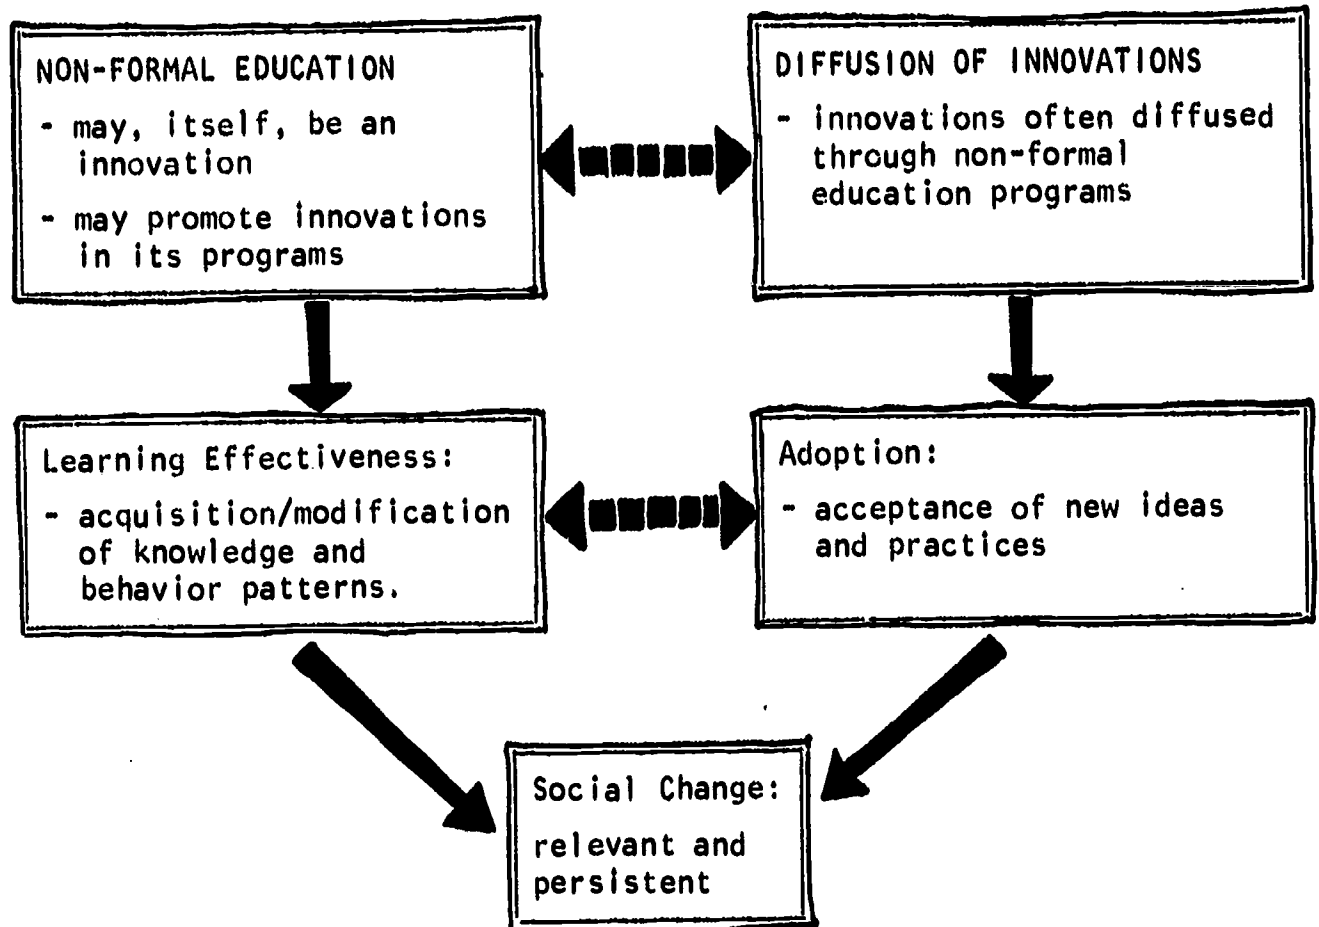 NON-FORMAL EDUCATION
- may, itself, be an
innovation
- may promote innovations
in its programs
DIFFUSION OF INNOVATIONS
- innovations often diffused
through non-formal
education programs
Learning Effectiveness:
- acquisition/modification
of knowledge and
behavior patterns.
Adoption:
- acceptance of new ideas
and practices
Social Change:
relevant and
persistent